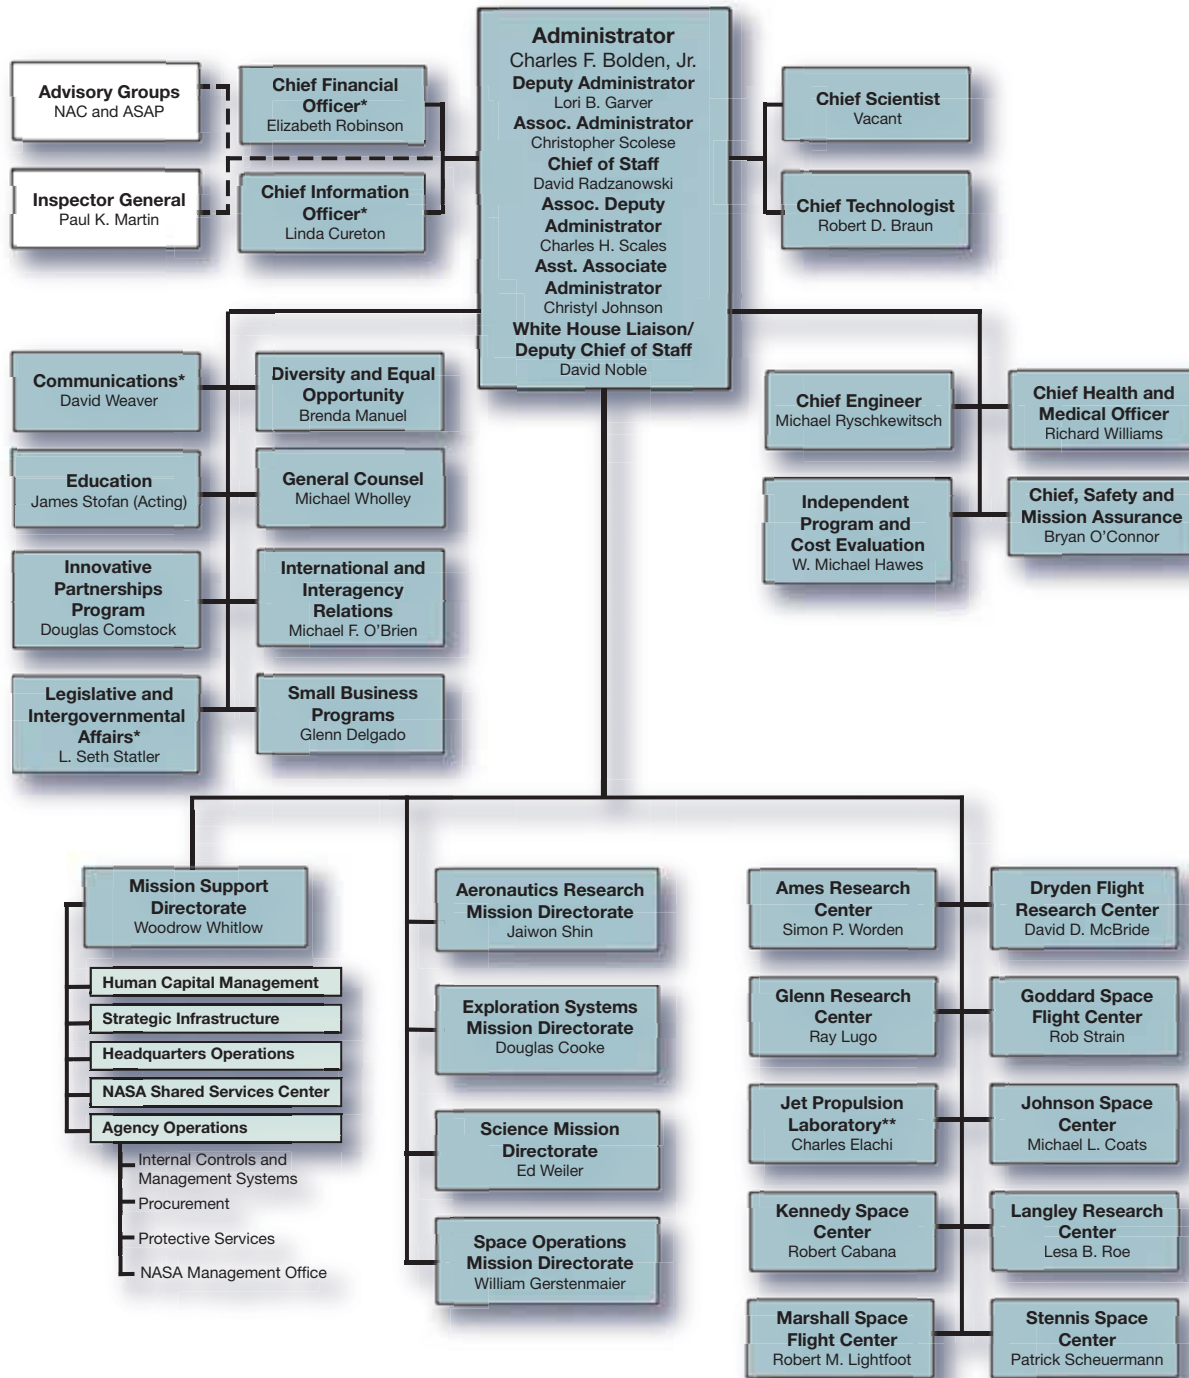 Administrator
Charles F. Bolden, Jr.
Deputy Administrator
Lori B. Garver
Assoc. Administrator
Christopher Scolese
Chief of Staff
David Radzanowski
Assoc. Deputy
Administrator
Charles H. Scales
Asst. Associate
Administrator
Christyl Johnson
White House Liaison/
Deputy Chief of Staff
David Noble
Advisory Groups
NAC and ASAP
Chief Financial
Officer*
Elizabeth Robinson
Inspector General
Paul K. Martin
Chief Information
Officer*
Linda Cureton
Chief Scientist
Vacant
Chief Technologist
Robert D. Braun
Communications*
David Weaver
Diversity and Equal
Opportunity
Brenda Manuel
Education
James Stofan (Acting)
General Counsel
Michael Wholley
Innovative
Partnerships
Program
Douglas Comstock
International and
Interagency
Relations
Michael F. O’Brien
Legislative and
Intergovernmental
Affairs*
L. Seth Statler
Small Business
Programs
Glenn Delgado
Chief Engineer
Michael Ryschkewitsch
Chief Health and
Medical Officer
Richard Williams
Independent
Program and
Cost Evaluation
W. Michael Hawes
Chief, Safety and
Mission Assurance
Bryan O’Connor
Mission Support
Directorate
Woodrow Whitlow
Human Capital Management
Strategic Infrastructure
Headquarters Operations
NASA Shared Services Center
Agency Operations
Internal Controls and
Management Systems
Procurement
Protective Services
NASA Management Office
Aeronautics Research
Mission Directorate
Jaiwon Shin
Exploration Systems
Mission Directorate
Douglas Cooke
Science Mission
Directorate
Ed Weiler
Space Operations
Mission Directorate
William Gerstenmaier
Ames Research
Center
Simon P. Worden
Dryden Flight
Research Center
David D. McBride
Glenn Research
Center
Ray Lugo
Goddard Space
Flight Center
Rob Strain
Jet Propulsion
Laboratory**
Charles Elachi
Johnson Space
Center
Michael L. Coats
Kennedy Space
Center
Robert Cabana
Langley Research
Center
Lesa B. Roe
Marshall Space
Flight Center
Robert M. Lightfoot
Stennis Space
Center
Patrick Scheuermann